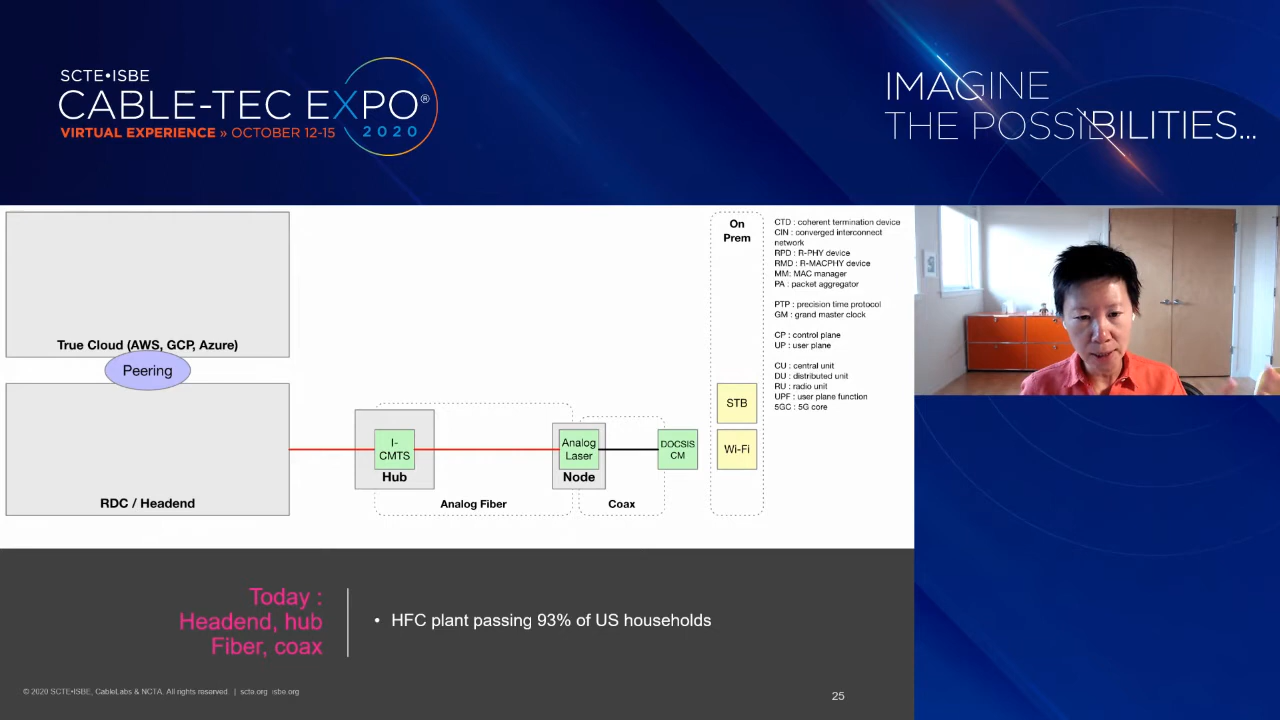 SCTE•ISBE
CABLE-TEC EXPO®
VIRTUAL EXPERIENCE » OCTOBER 12-15
2020
IMAGINE
THE POSSIBILITIES...
True Cloud (AWS, GCP, Azure)
Peering
RDC / Headend
I-
CMTS
Hub
Analog Fiber
Analog
Laser
Node
Coax
DOCSIS
CM
On
Prem
STB
Wi-Fi
CTD : coherent termination device
CIN : converged interconnect
network
RPD : R-PHY device
RMD : R-MACPHY device
MM: MAC manager
PA : packet aggregator
PTP : precision time protocol
GM : grand master clock
CP : control plane
UP : user plane
CU : central unit
DU : distributed unit
RU : radio unit
UPF : user plane function
5GC : 5G core
Today :
Headend, hub
Fiber, coax
• HFC plant passing 93% of US households
© 2020 SCTE•ISBE, CableLabs & NCTA. All rights reserved. | scte.org isbe.org
25